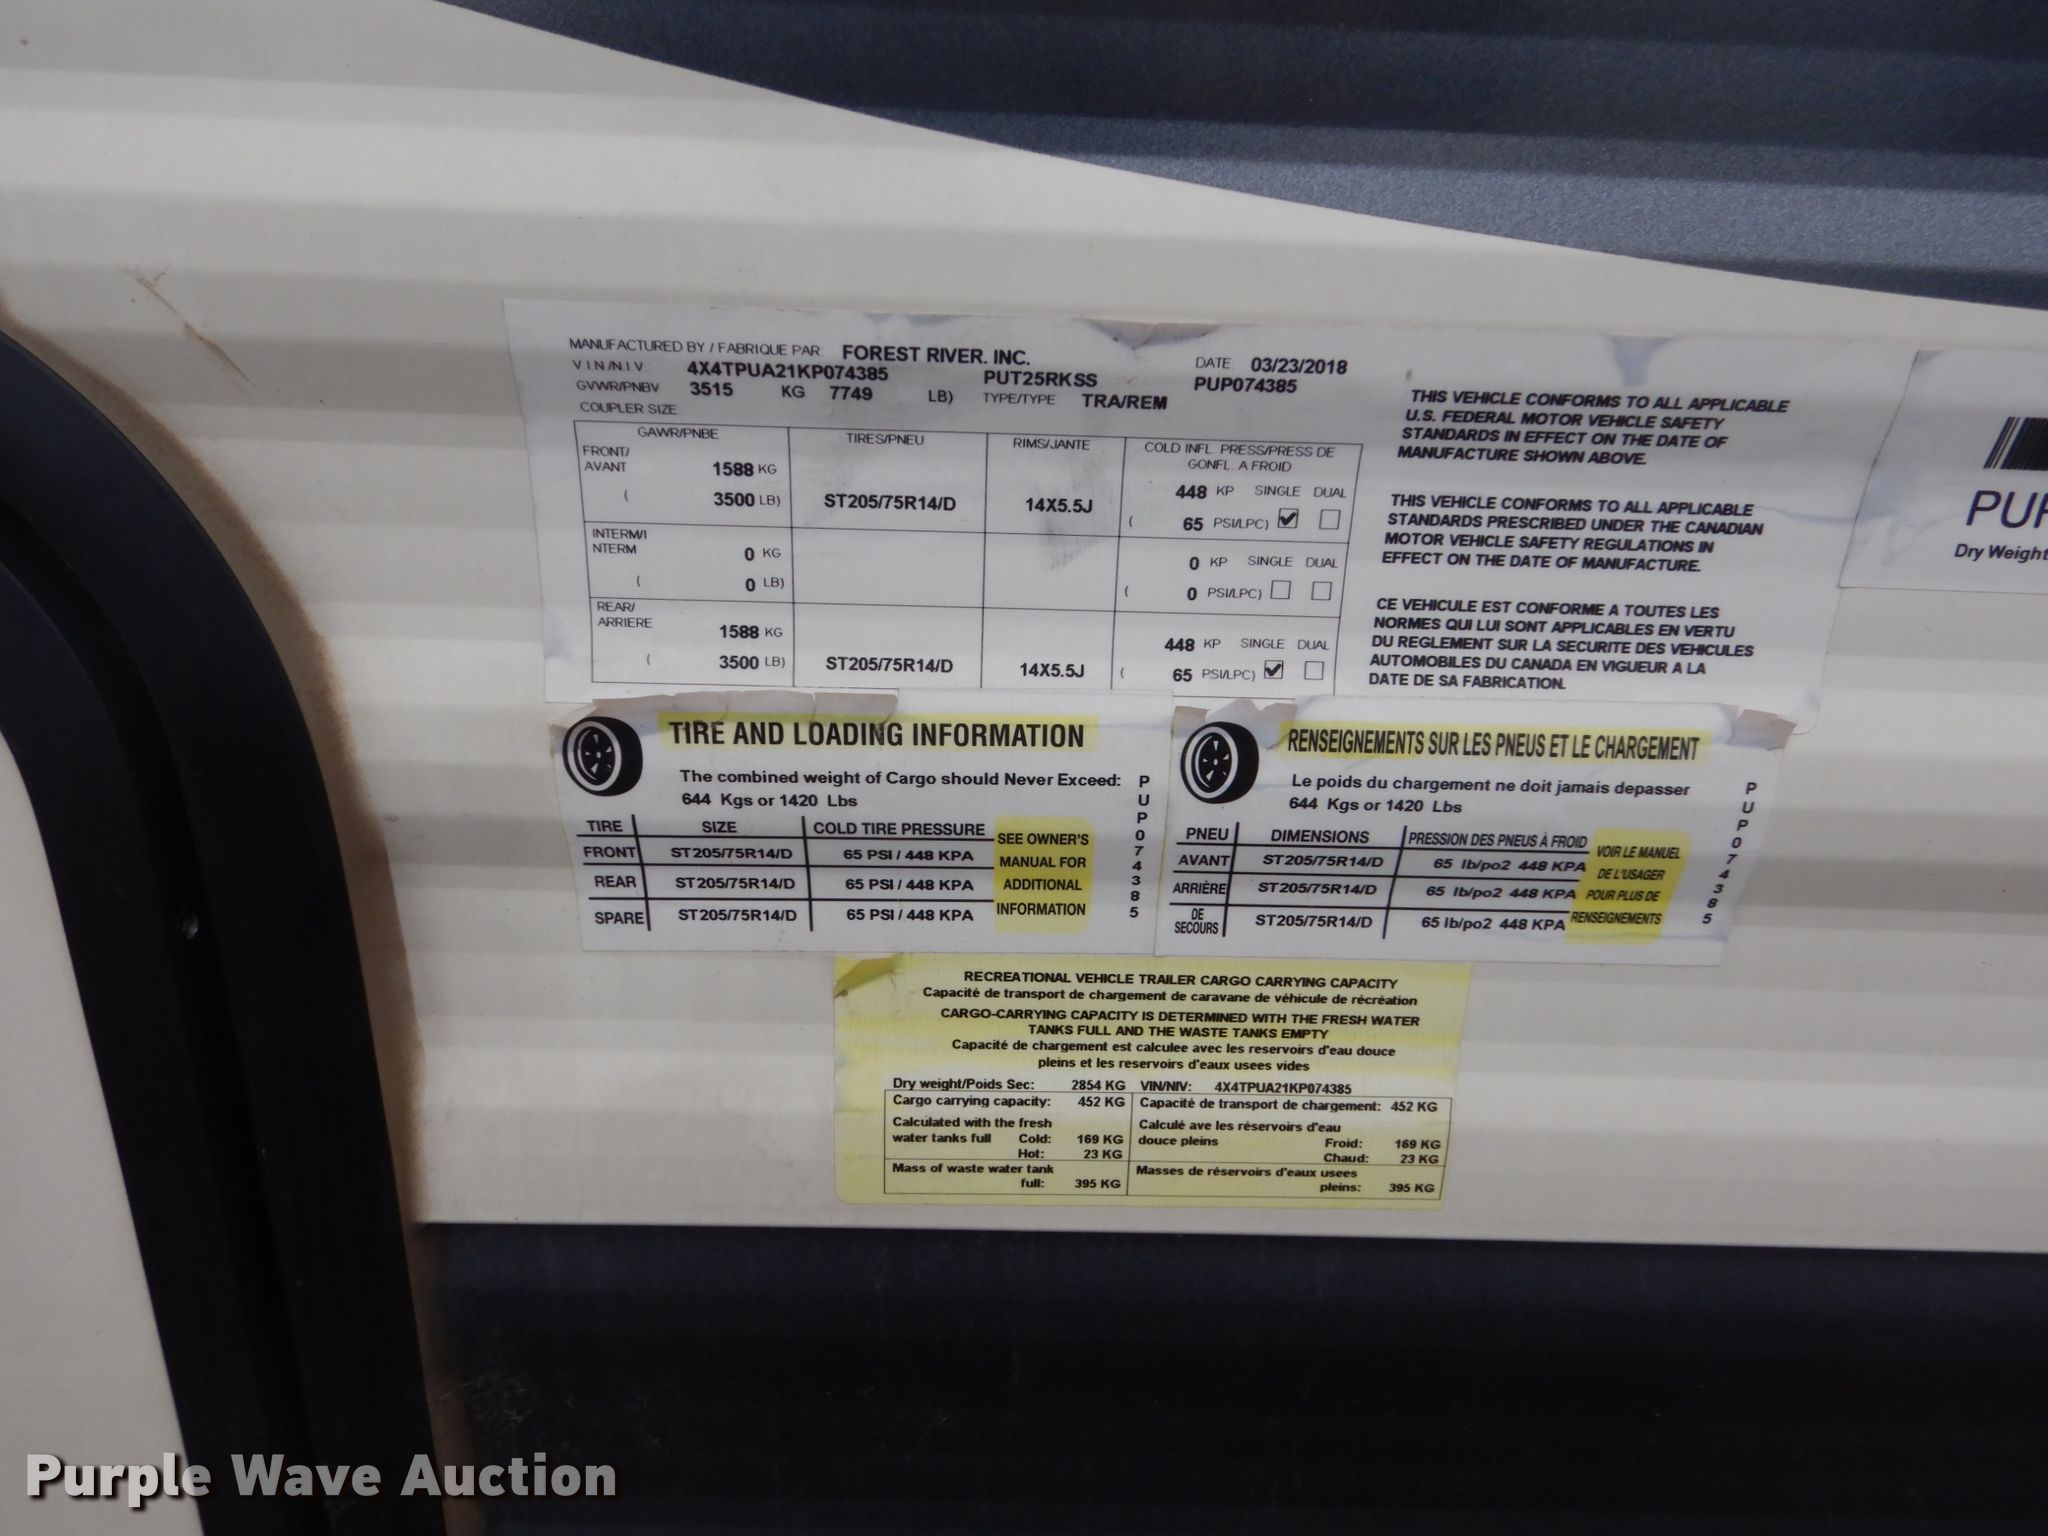 MANUFACTURED BY / FABRIQUE PAR FOREST RIVER. INC. DATE 03/23/2018
V I N /N.I V 4X4TPUA21KP074385 PUT25RKSS PUP074385
GVWR/PNBV 3515 KG 7749 LB) TYPE/TYPE TRA/REM
COUPLER SIZE
GAWR/PNBE TIRES/PNEU RIMS/JANTE COLD INFL PRESS/PRESS DE
GONFL A FROID
FRONT/
AVANT 1588 KG 448 KP SINGLE DUAL
( 3500 LB) ST205/75R14/D 14X5.5J ( 65 PSI/LPC)
INTERM/I
NTERM 0 KG 0 KP SINGLE DUAL
( 0 LB) ( 0 PSI/LPC)
REAR/
ARRIERE 1588 KG 448 KP SINGLE DUAL
( 3500 LB) ST205/75R14/D 14X5.5J ( 65 PSI/LPC)
THIS VEHICLE CONFORMS TO ALL APPLICABLE
U.S. FEDERAL MOTOR VEHICLE SAFETY
STANDARDS IN EFFECT ON THE DATE OF
MANUFACTURE SHOWN ABOVE.
THIS VEHICLE CONFORMS TO ALL APPLICABLE
STANDARDS PRESCRIBED UNDER THE CANADIAN
MOTOR VEHICLE SAFETY REGULATIONS IN
EFFECT ON THE DATE OF MANUFACTURE.
CE VEHICULE EST CONFORME A TOUTES LES
NORMES QUI LUI SONT APPLICABLES EN VERTU
DU REGLEMENT SUR LA SECURITE DES VEHICULES
AUTOMOBILES DU CANADA EN VIGUEUR A LA
DATE DE SA FABRICATION.
Dry Weight
TIRE AND LOADING INFORMATION
The combined weight of Cargo should Never Exceed:
644 Kgs or 1420 Lbs
TIRE SIZE COLD TIRE PRESSURE
FRONT ST205/75R14/D 65 PSI / 448 KPA
REAR ST205/75R14/D 65 PSI / 448 KPA
SPARE ST205/75R14/D 65 PSI / 448 KPA
SEE OWNER'S
MANUAL FOR
ADDITIONAL
INFORMATION
PUP074385
RENSEIGNEMENTS SUR LES PNEUS ET LE CHARGEMENT
Le poids du chargement ne doit jamais depasser
644 Kgs or 1420 Lbs
PNEU DIMENSIONS PRESSION DES PNEUS À FROID
AVANT ST205/75R14/D 65 lb/po2 448 KPA
ARRIÈRE ST205/75R14/D 65 lb/po2 448 KPA
DE
SECOURS ST205/75R14/D 65 lb/po2 448 KPA
VOIR LE MANUEL
DE L'USAGER
POUR PLUS DE
RENSEIGNEMENTS
PUP074385
RECREATIONAL VEHICLE TRAILER CARGO CARRYING CAPACITY
Capacité de transport de chargement de caravane de véhicule de récréation
CARGO-CARRYING CAPACITY IS DETERMINED WITH THE FRESH WATER
TANKS FULL AND THE WASTE TANKS EMPTY
Capacité de chargement est calculee avec les reservoirs d'eau douce
pleins et les reservoirs d'eaux usees vides
Dry weight/Poids Sec: 2854 KG VIN/NIV: 4X4TPUA21KP074385
Cargo carrying capacity: 452 KG Capacité de transport de chargement: 452 KG
Calculated with the fresh Calculé ave les réservoirs d'eau
water tanks full Cold: 169 KG douce pleins Froid: 169 KG
Hot: 23 KG Chaud: 23 KG
Mass of waste water tank Masses de réservoirs d'eaux usees
full: 395 KG pleins: 395 KG
Purple Wave Auction